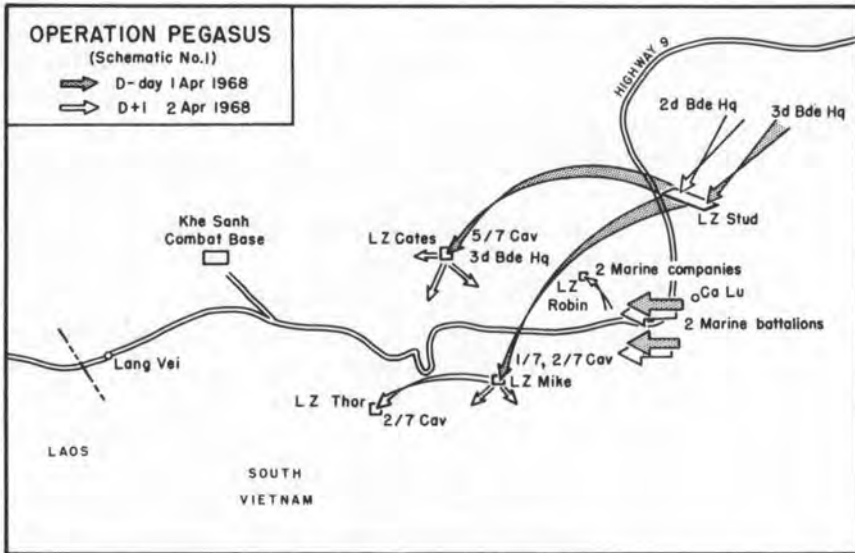 OPERATION PEGASUS
(Schematic No.1)
D-day 1 Apr 1968
D+1 2 Apr 1968
HIGHWAY 9
2d Bde Hq
3d Bde Hq
LZ Stud
Khe Sanh
Combat Base
LZ Cates
5/7 Cav
3d Bde Hq
2 Marine companies
LZ
Robin
Ca Lu
2 Marine battalions
Lang Vei
1/7, 2/7 Cav
LZ Mike
LZ Thor
2/7 Cav
LAOS
SOUTH
VIETNAM